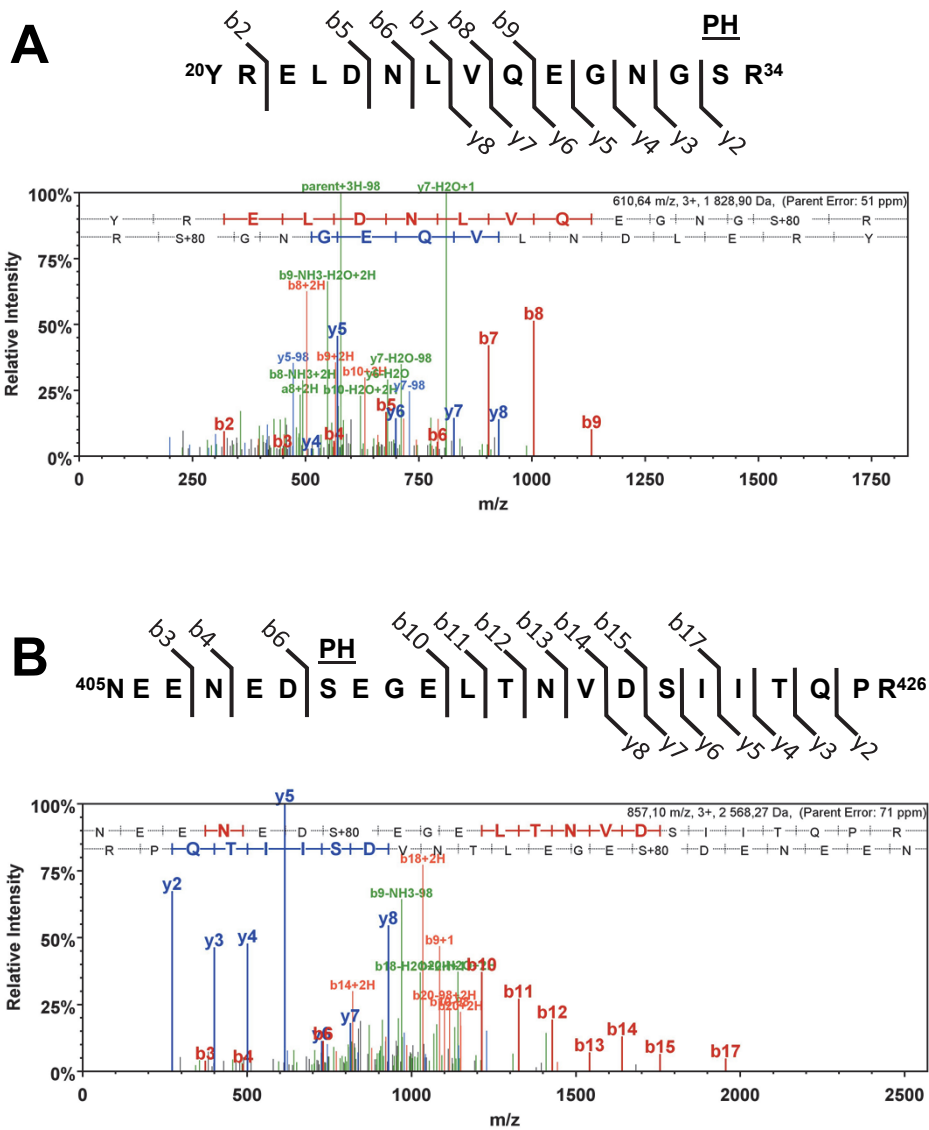 A
b2 b5 b6 b7 b8 b9 PH
20Y R E L D N L V Q E G N G S R34
y8 y7 y6 y5 y4 y3 y2
parent+3H-98 y7-H2O+1
610,64 m/z, 3+, 1 828,90 Da, (Parent Error: 51 ppm)
Y R E L D N L V Q E G N G S+80 R
R S+80 G N G E Q V L N D L E R Y
b9-NH3-H2O+2H
b8+2H
y5
b8
b7
y5-98 b9+2H y7-H2O-98
b8-NH3+2H b10+2H y6-H2O
a8+2H b10-H2O+2H y7-98
b2 b3 y4 b4 b5 y6 b6 y7 y8 b9
100%
75%
50%
25%
0%
Relative Intensity
0 250 500 750 1000 1250 1500 1750
m/z
B
b3 b4 b6 PH b10 b11 b12 b13 b14 b15 b17
405N E E N E D S E G E L T N V D S I I T Q P R426
y8 y7 y6 y5 y4 y3 y2
y5
857,10 m/z, 3+, 2 568,27 Da, (Parent Error: 71 ppm)
N E E N E D S+80 E G E L T N V D S I I T Q P R
R P Q T I I S D V N T L E G E S+80 D E N E E N
b18+2H
y2
b9-NH3-98
y8
y3 y4 b9+1
b18-H2O+2H b10
b14+2H b20-98+2H b20+2H
b11
b12
y7
b3 b4 y6 b6 b13 b14 b15 b17
100%
75%
50%
25%
0%
Relative Intensity
0 500 1000 1500 2000 2500
m/z